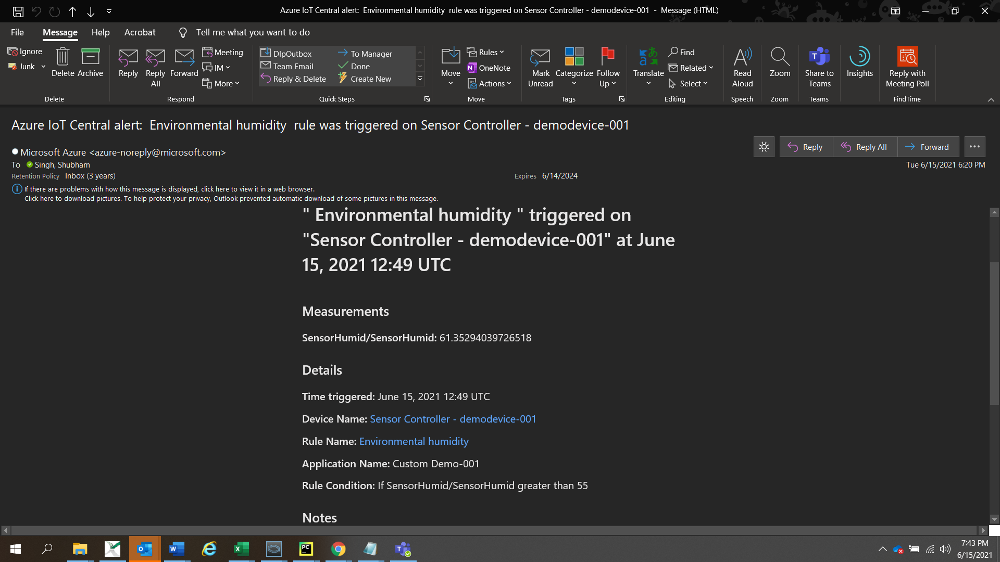 Azure IoT Central alert:  Environmental humidity  rule was triggered on Sensor Controller - demodevice-001  -  Message (HTML)
File Message Help Acrobat Tell me what you want to do
Ignore
Junk
Delete
Archive
Delete
Reply
Reply All
Forward
Meeting
IM
More
Respond
DlpOutbox
Team Email
Reply & Delete
To Manager
Done
Create New
Quick Steps
Move
Rules
OneNote
Actions
Move
Mark Unread
Categorize
Follow Up
Tags
Translate
Find
Related
Select
Editing
Read Aloud
Speech
Zoom
Zoom
Share to Teams
Teams
Insights
Reply with Meeting Poll
FindTime
Azure IoT Central alert:  Environmental humidity  rule was triggered on Sensor Controller - demodevice-001
Microsoft Azure <azure-noreply@microsoft.com>
Reply Reply All Forward
To Singh, Shubham
Tue 6/15/2021 6:20 PM
Retention Policy Inbox (3 years)
Expires 6/14/2024
If there are problems with how this message is displayed, click here to view it in a web browser.
Click here to download pictures. To help protect your privacy, Outlook prevented automatic download of some pictures in this message.
" Environmental humidity " triggered on
"Sensor Controller - demodevice-001" at June
15, 2021 12:49 UTC
Measurements
SensorHumid/SensorHumid: 61.35294039726518
Details
Time triggered: June 15, 2021 12:49 UTC
Device Name: Sensor Controller - demodevice-001
Rule Name: Environmental humidity
Application Name: Custom Demo-001
Rule Condition: If SensorHumid/SensorHumid greater than 55
Notes
7:43 PM
6/15/2021